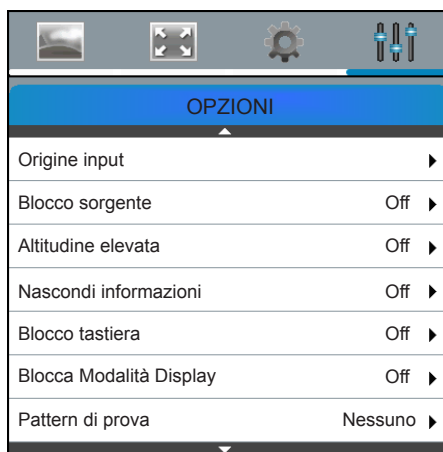 OPZIONI
Origine input
Blocco sorgente Off
Altitudine elevata Off
Nascondi informazioni Off
Blocco tastiera Off
Blocca Modalità Display Off
Pattern di prova Nessuno